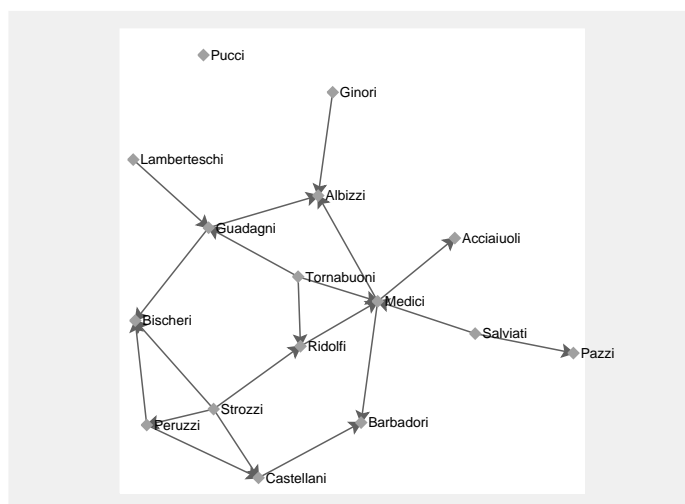 Pucci
Ginori
Lamberteschi
Albizzi
Guadagni
Acciaiuoli
Tornabuoni
Medici
Bischeri
Salviati
Ridolfi
Pazzi
Strozzi
Peruzzi
Barbadori
Castellani